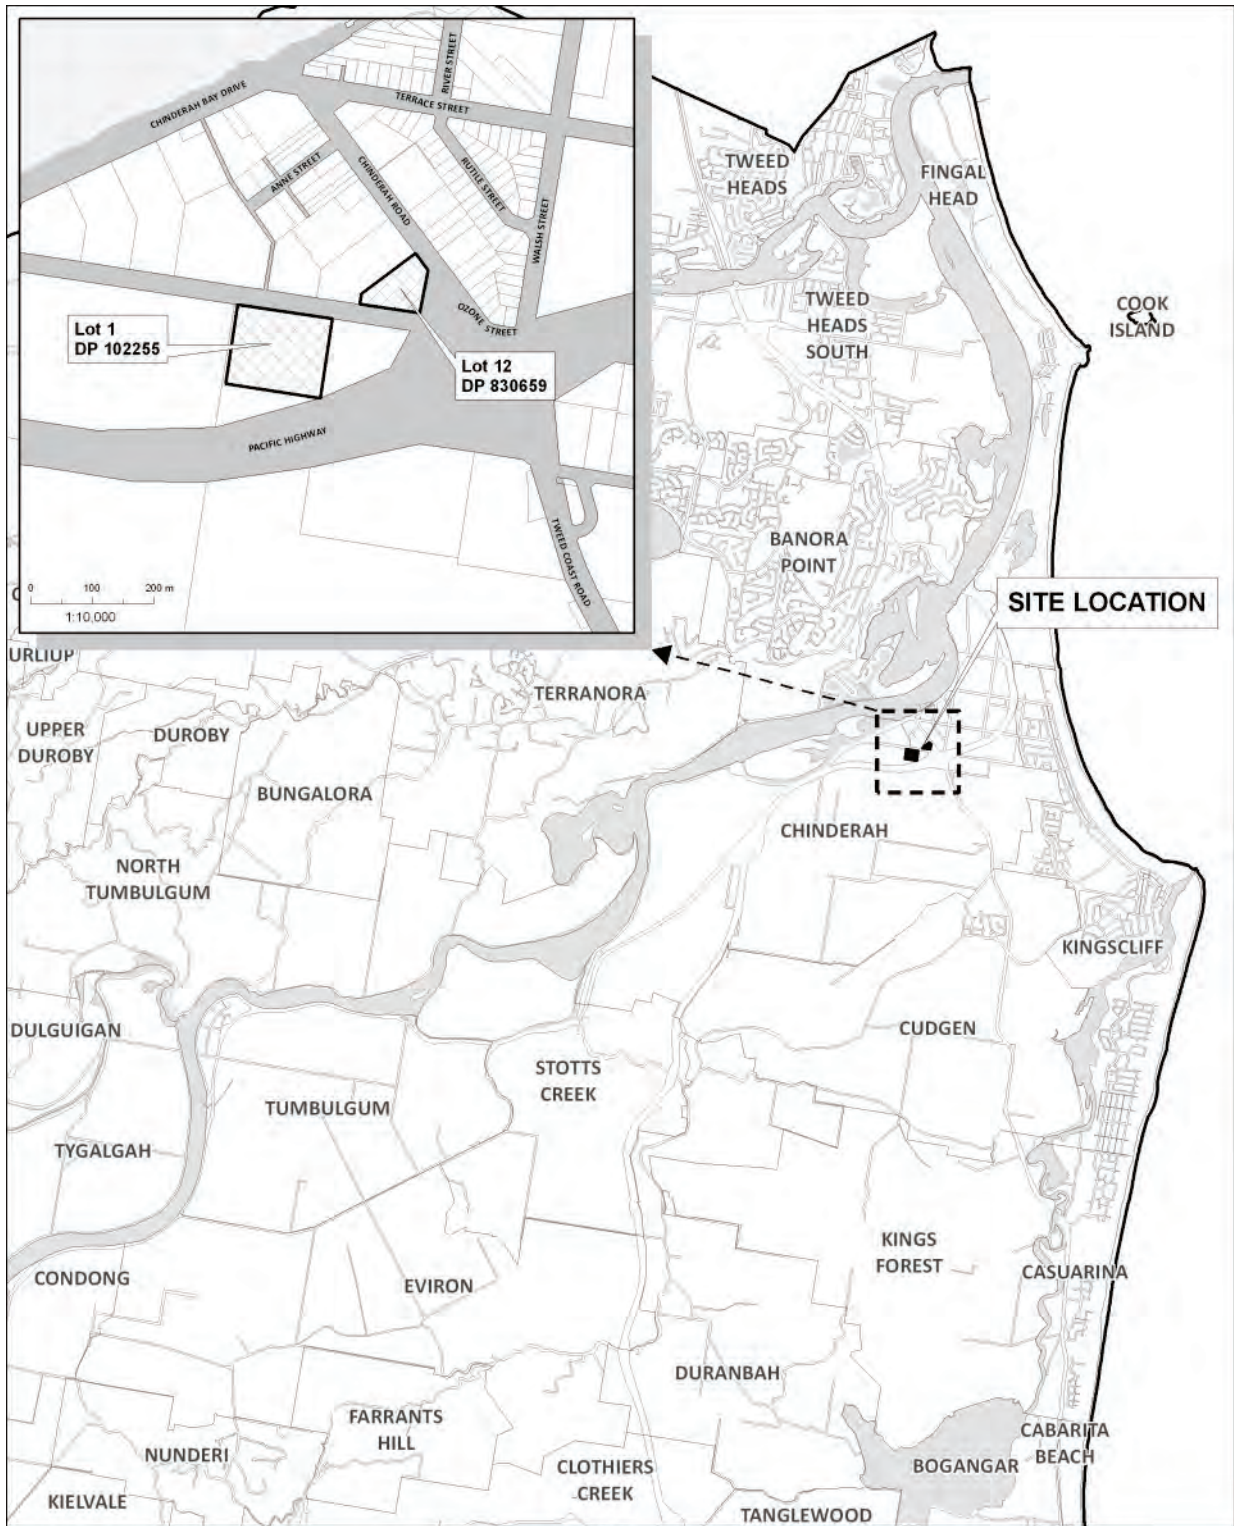 CHINDERAH BAY DRIVE
RIVER STREET
TERRACE STREET
ANNE STREET
CHINDERAH ROAD
RUTILE STREET
WALSH STREET
OZONE STREET
Lot 1
DP 102255
Lot 12
DP 830659
PACIFIC HIGHWAY
TWEED COAST ROAD
0 100 200 m
1:10,000
TWEED
HEADS
FINGAL
HEAD
TWEED
HEADS
SOUTH
COOK
ISLAND
BANORA
POINT
SITE LOCATION
URLIUP
TERRANORA
UPPER
DUROBY
DUROBY
BUNGALORA
CHINDERAH
NORTH
TUMBULGUM
KINGSCLIFF
DULGUIGAN
CUDGEN
STOTTS
CREEK
TUMBULGUM
TYGALGAH
KINGS
FOREST
CONDONG
EVIRON
CASUARINA
DURANBAH
FARRANTS
HILL
CABARITA
BEACH
NUNDERI
CLOTHIERS
CREEK
BOGANGAR
KIELVALE
TANGLEWOOD